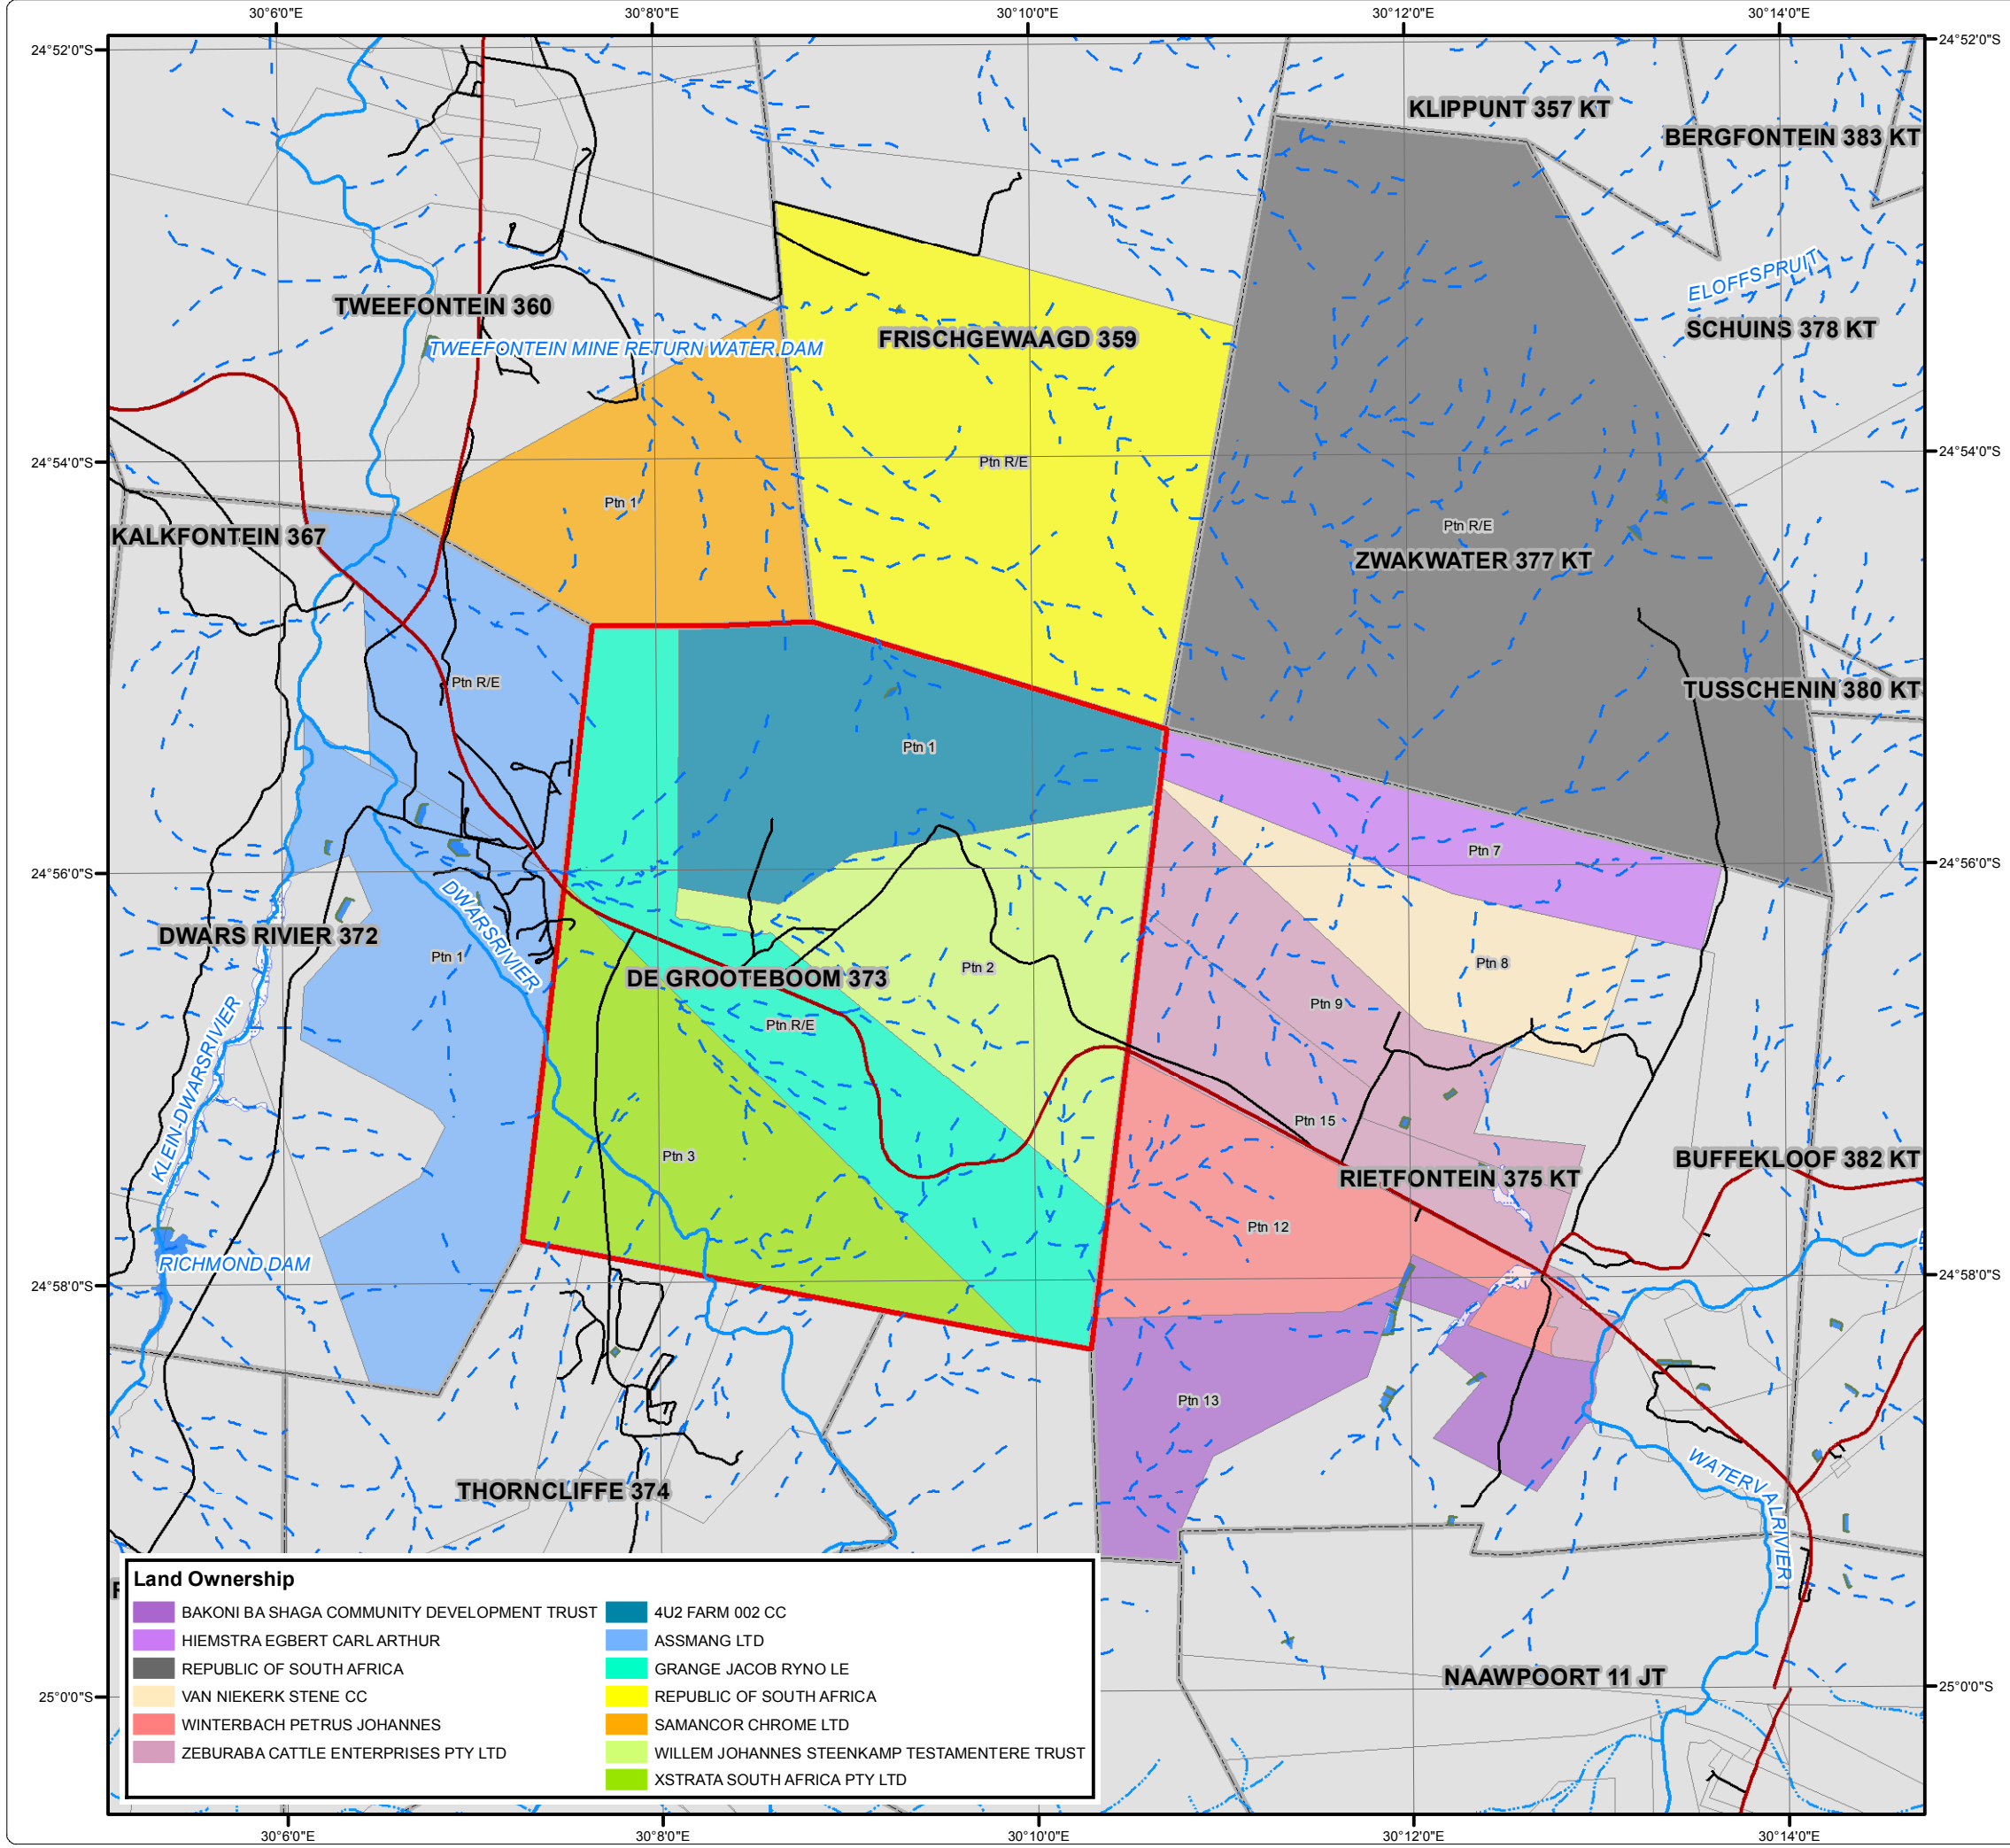 30°6'0"E
30°8'0"E
30°10'0"E
30°12'0"E
30°14'0"E
24°52'0"S
24°52'0"S
KLIPPUNT 357 KT
BERGFONTEIN 383 KT
ELOFFSPRUIT
TWEEFONTEIN 360
SCHUINS 378 KT
FRISCHGEWAAGD 359
TWEEFONTEIN MINE RETURN WATER DAM
24°54'0"S
24°54'0"S
Ptn R/E
Ptn 1
Ptn R/E
KALKFONTEIN 367
ZWAKWATER 377 KT
Ptn R/E
TUSSCHENIN 380 KT
Ptn 1
Ptn 7
24°56'0"S
24°56'0"S
DWARSRIVIER
DWARS RIVIER 372
Ptn 1
Ptn 2
Ptn 8
DE GROOTEBOOM 373
Ptn 9
Ptn R/E
KLEIN-DWARSRIVIER
Ptn 15
Ptn 3
BUFFEKLOOF 382 KT
RIETFONTEIN 375 KT
Ptn 12
RICHMOND DAM
24°58'0"S
24°58'0"S
Ptn 13
THORNCLIFFE 374
WATERVALRIVIER
Land Ownership
BAKONI BA SHAGA COMMUNITY DEVELOPMENT TRUST
HIEMSTRA EGBERT CARL ARTHUR
REPUBLIC OF SOUTH AFRICA
VAN NIEKERK STENE CC
WINTERBACH PETRUS JOHANNES
ZEBURABA CATTLE ENTERPRISES PTY LTD
4U2 FARM 002 CC
ASSMANG LTD
GRANGE JACOB RYNO LE
REPUBLIC OF SOUTH AFRICA
SAMANCOR CHROME LTD
WILLEM JOHANNES STEENKAMP TESTAMENTERE TRUST
XSTRATA SOUTH AFRICA PTY LTD
NAAWPOORT 11 JT
25°0'0"S
25°0'0"S
30°6'0"E
30°8'0"E
30°10'0"E
30°12'0"E
30°14'0"E